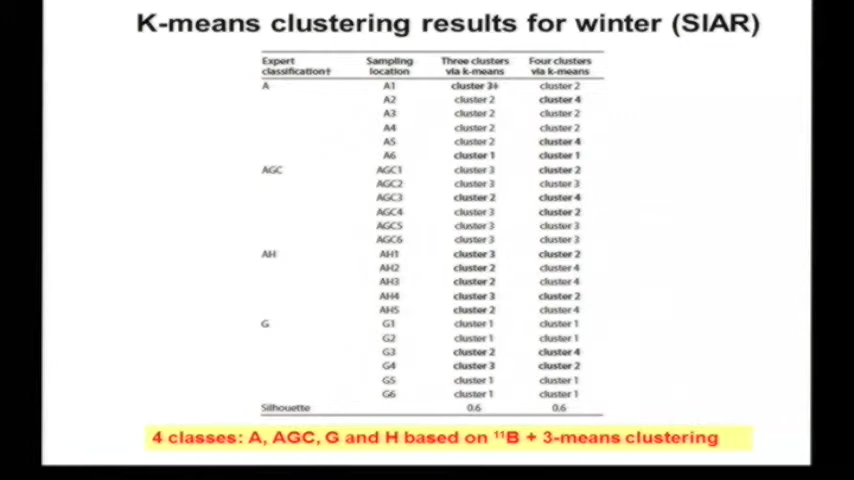 K-means clustering results for winter (SIAR)
Expert classification† Sampling location Three clusters via k-means Four clusters via k-means
A A1 cluster 3‡ cluster 2
A2 cluster 2 cluster 4
A3 cluster 2 cluster 2
A4 cluster 2 cluster 2
A5 cluster 2 cluster 4
A6 cluster 1 cluster 1
AGC AGC1 cluster 3 cluster 2
AGC2 cluster 3 cluster 3
AGC3 cluster 2 cluster 4
AGC4 cluster 3 cluster 2
AGC5 cluster 3 cluster 3
AGC6 cluster 3 cluster 3
AH AH1 cluster 3 cluster 2
AH2 cluster 2 cluster 4
AH3 cluster 2 cluster 4
AH4 cluster 3 cluster 2
AH5 cluster 2 cluster 4
G G1 cluster 1 cluster 1
G2 cluster 1 cluster 1
G3 cluster 2 cluster 4
G4 cluster 3 cluster 2
G5 cluster 1 cluster 1
G6 cluster 1 cluster 1
Silhouette 0.6 0.6
4 classes: A, AGC, G and H based on ¹¹B + 3-means clustering